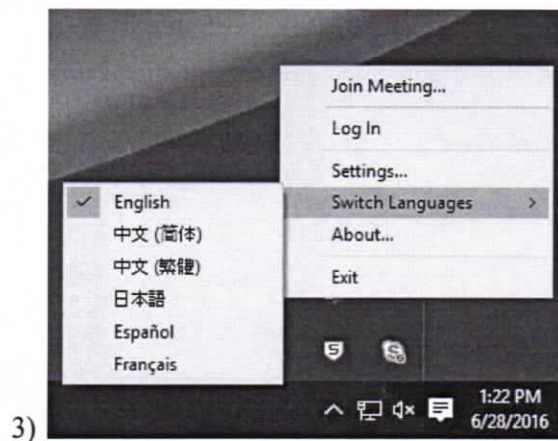 Join Meeting...
Log In
Settings...
Switch Languages
About...
Exit
English
中文 (简体)
中文 (繁體)
日本語
Español
Français
1:22 PM
6/28/2016
3)